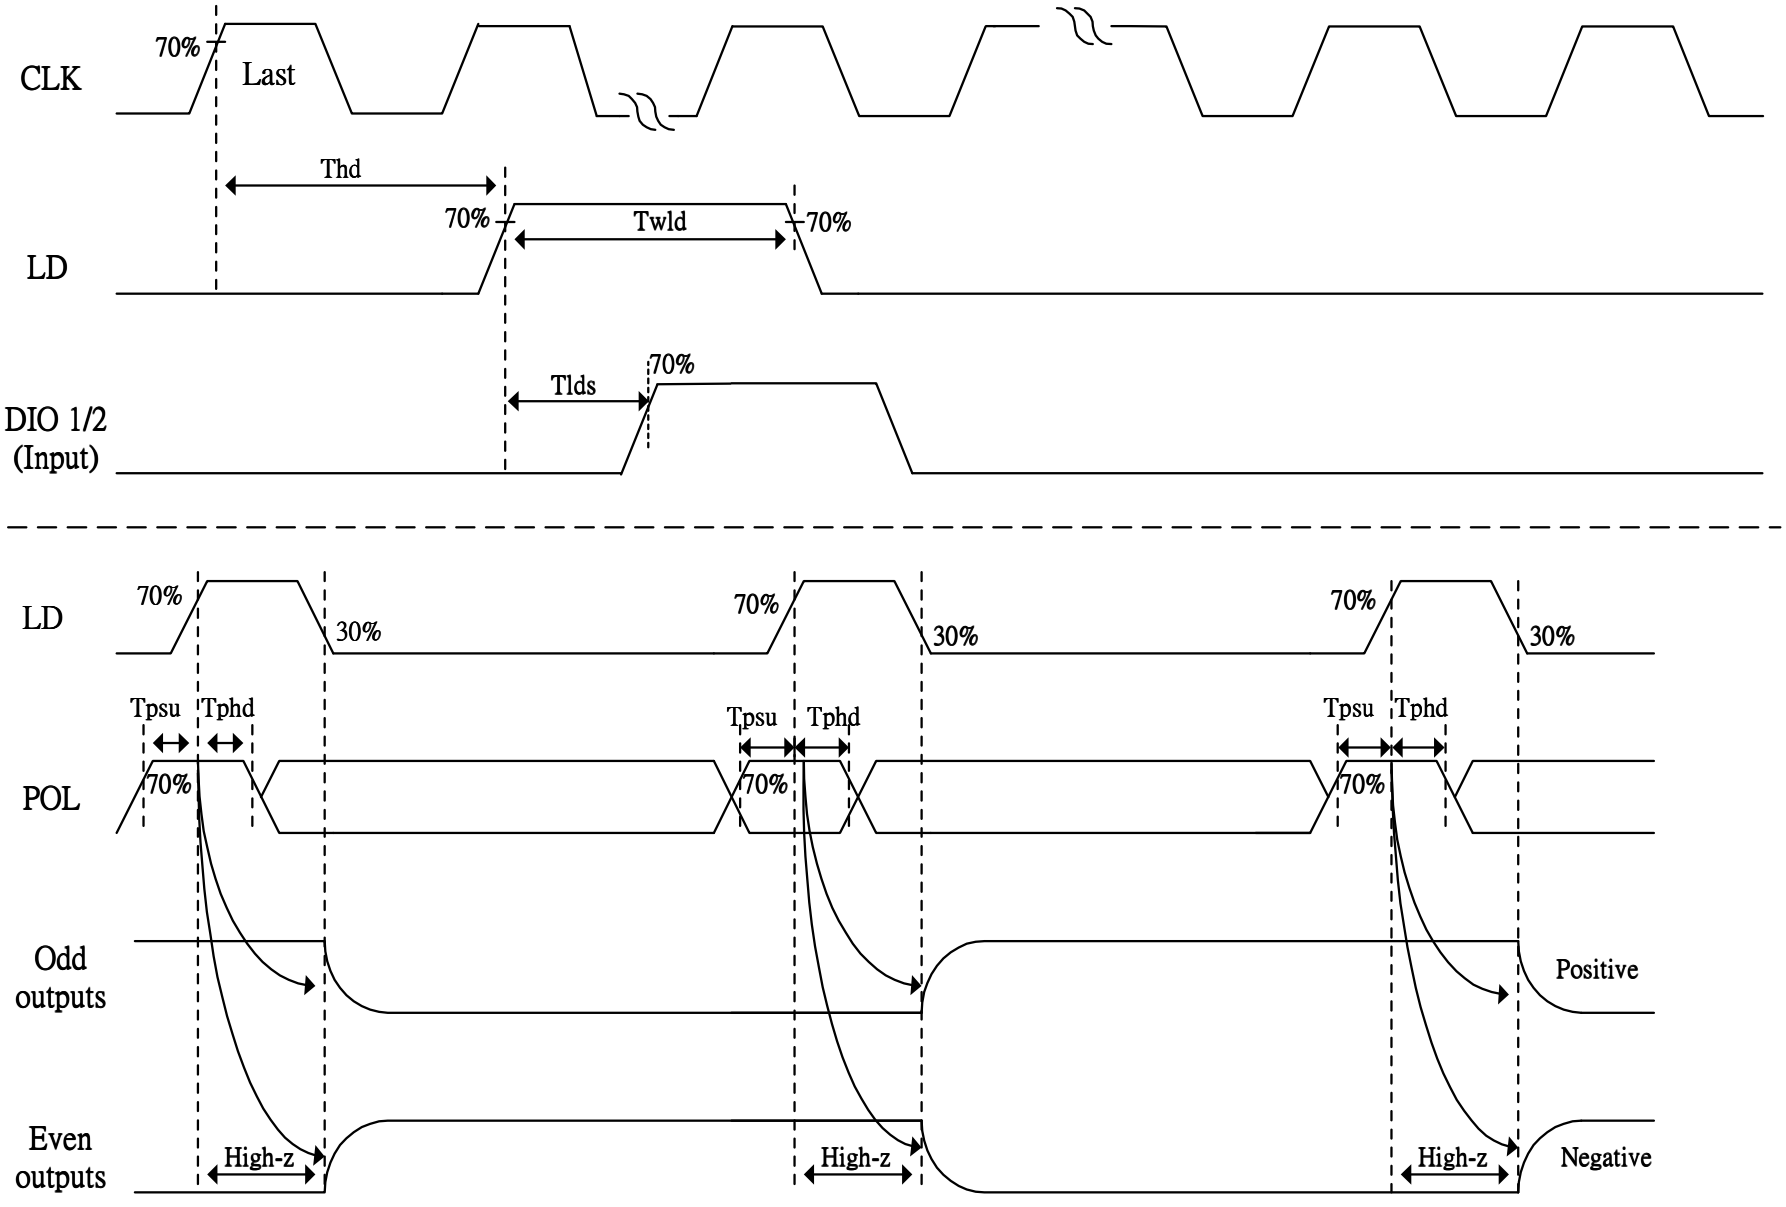 70%
CLK
Last
Thd
70%
Twld
70%
LD
70%
Tlds
DIO 1/2
(Input)
70%
30%
70%
30%
70%
30%
LD
Tpsu
Tphd
Tpsu
Tphd
Tpsu
Tphd
70%
70%
70%
POL
Odd
outputs
Positive
Even
outputs
High-z
High-z
High-z
Negative